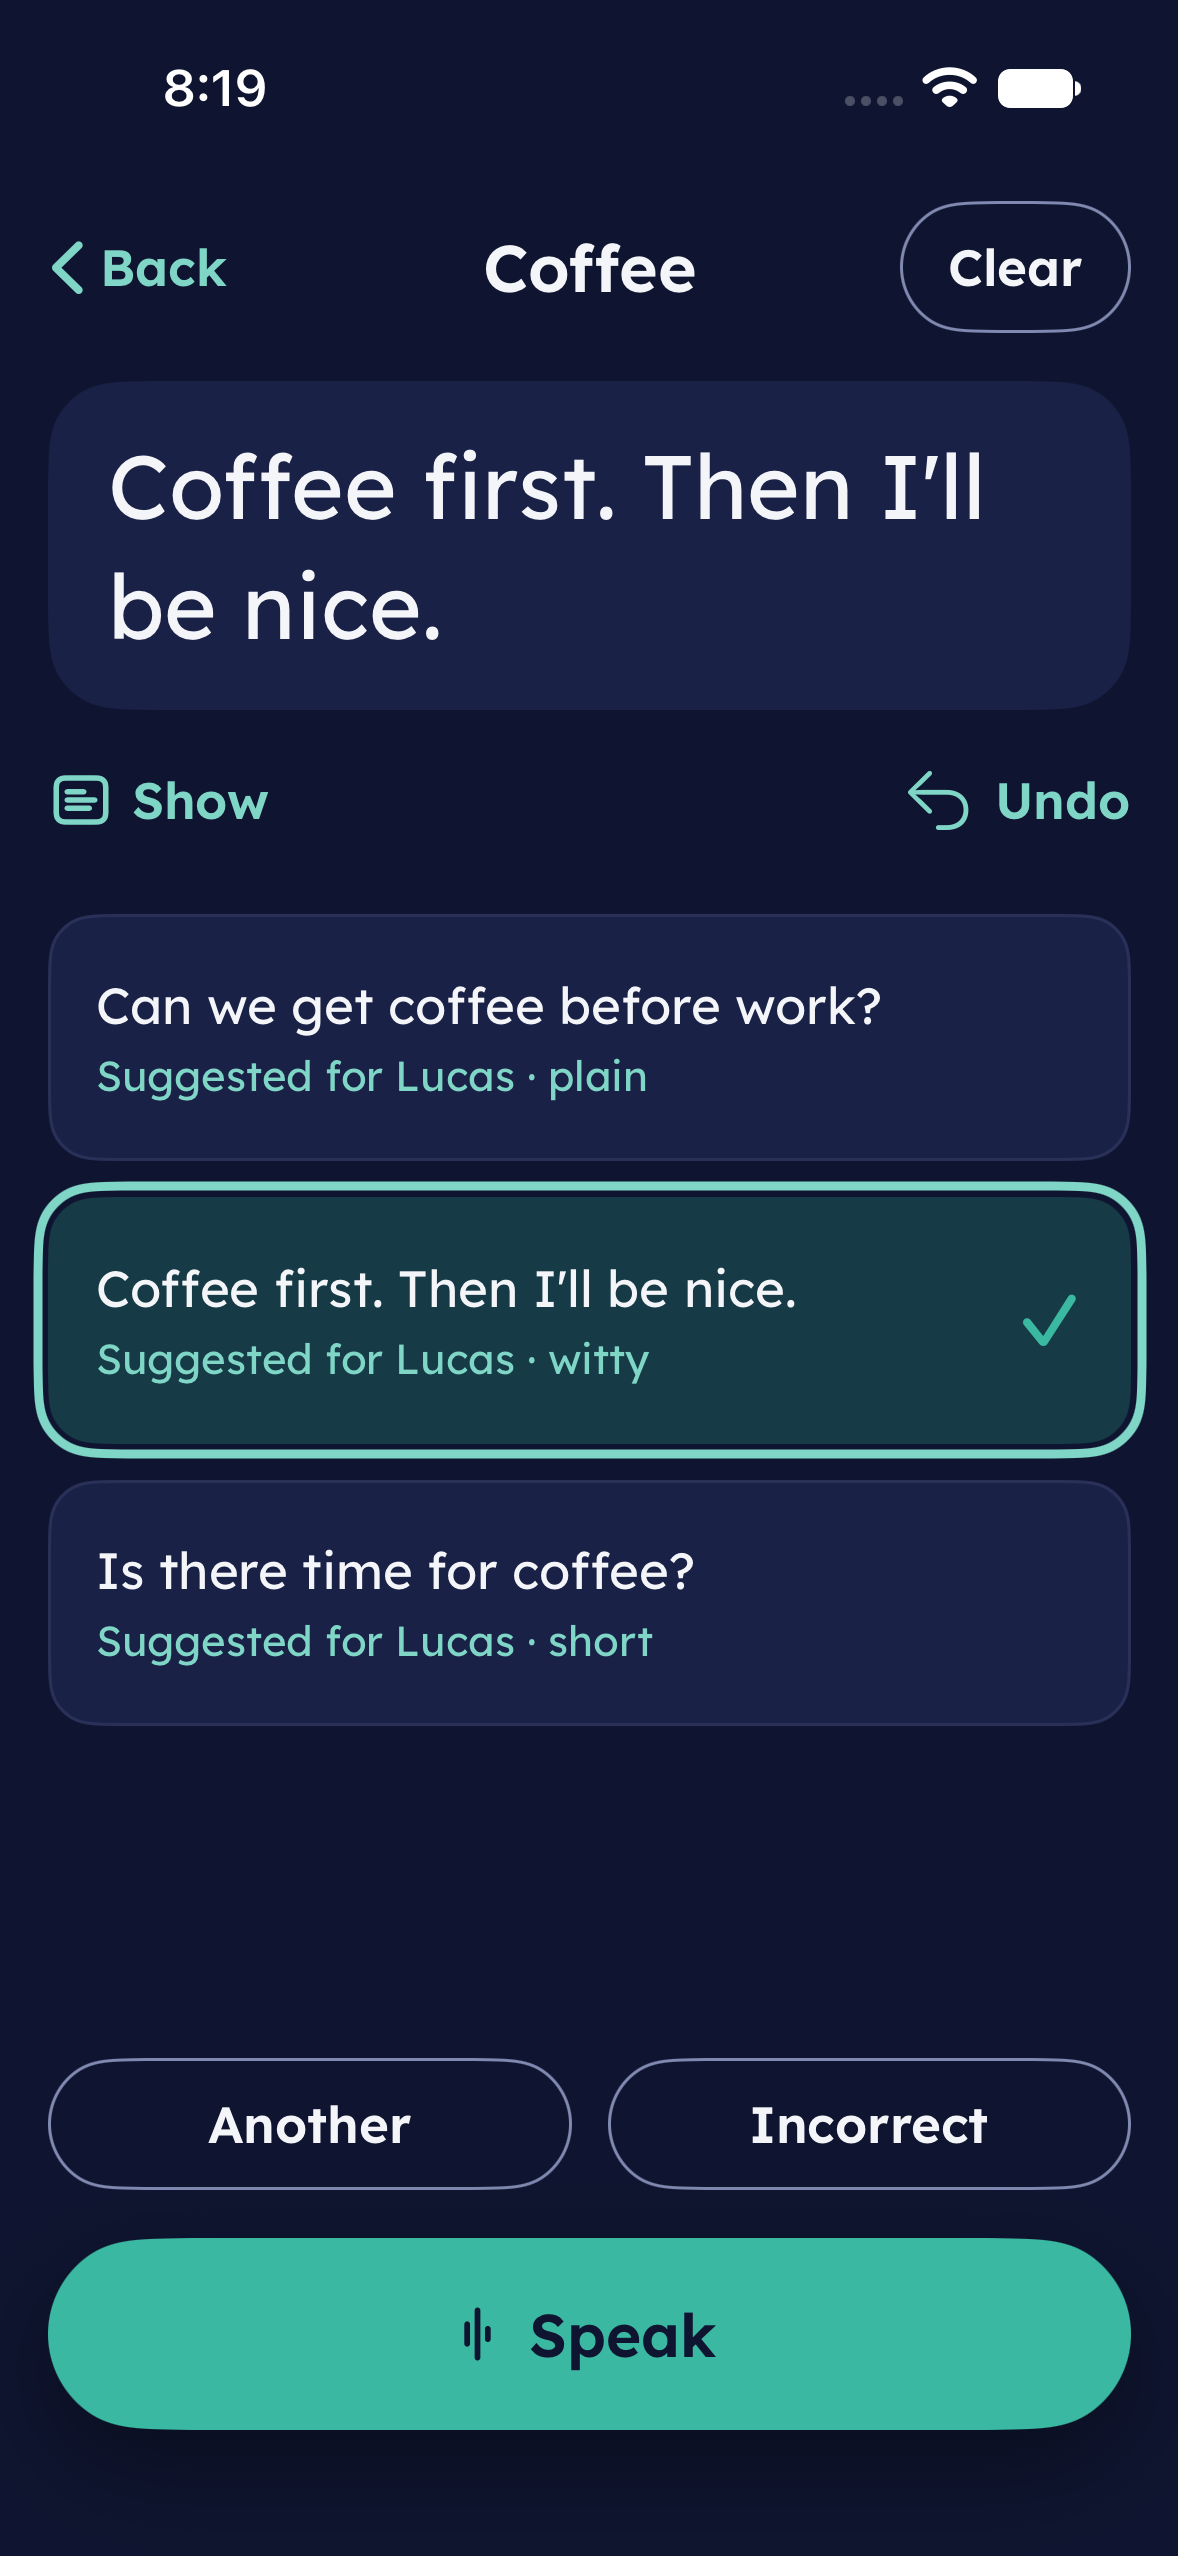 8:19
Back
Coffee
Clear
Coffee first. Then I'll
be nice.
Show
Undo
Can we get coffee before work?
Suggested for Lucas · plain
Coffee first. Then I'll be nice.
Suggested for Lucas · witty
Is there time for coffee?
Suggested for Lucas · short
Another
Incorrect
Speak